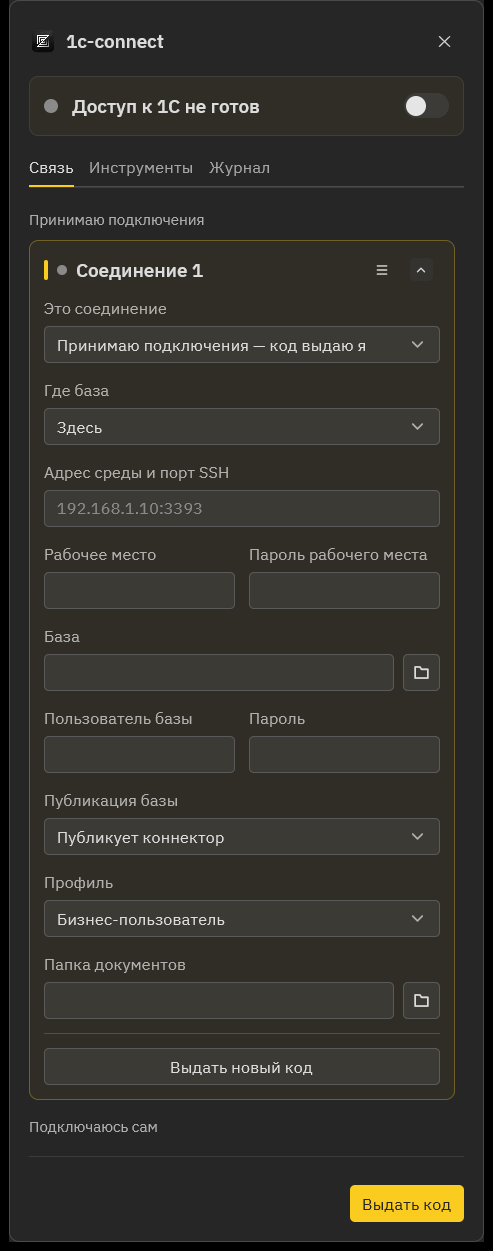 1c-connect
Доступ к 1С не готов
Связь Инструменты Журнал
Принимаю подключения
Соединение 1
Это соединение
Принимаю подключения — код выдаю я
Где база
Здесь
Адрес среды и порт SSH
192.168.1.10:3393
Рабочее место Пароль рабочего места
База
Пользователь базы Пароль
Публикация базы
Публикует коннектор
Профиль
Бизнес-пользователь
Папка документов
Выдать новый код
Подключаюсь сам
Выдать код